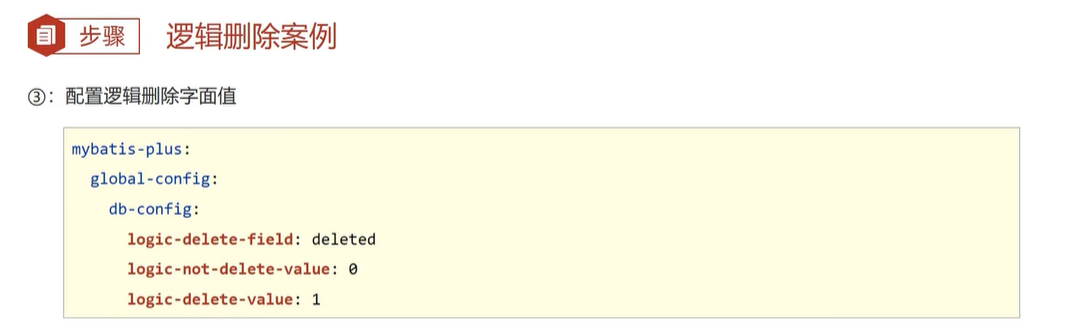 步骤 逻辑删除案例
③：配置逻辑删除字面值
mybatis-plus:
  global-config:
    db-config:
      logic-delete-field: deleted
      logic-not-delete-value: 0
      logic-delete-value: 1